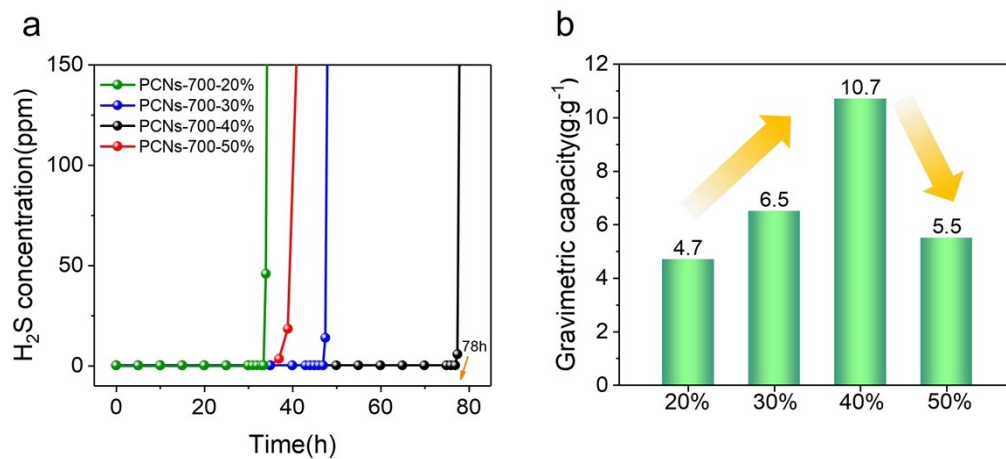 a
150
100
50
0
H₂S concentration(ppm)
PCNs-700-20%
PCNs-700-30%
PCNs-700-40%
PCNs-700-50%
78h
0 20 40 60 80
Time(h)
b
12
10
8
6
4
2
0
Gravimetric capacity(g·g⁻¹)
4.7
6.5
10.7
5.5
20% 30% 40% 50%